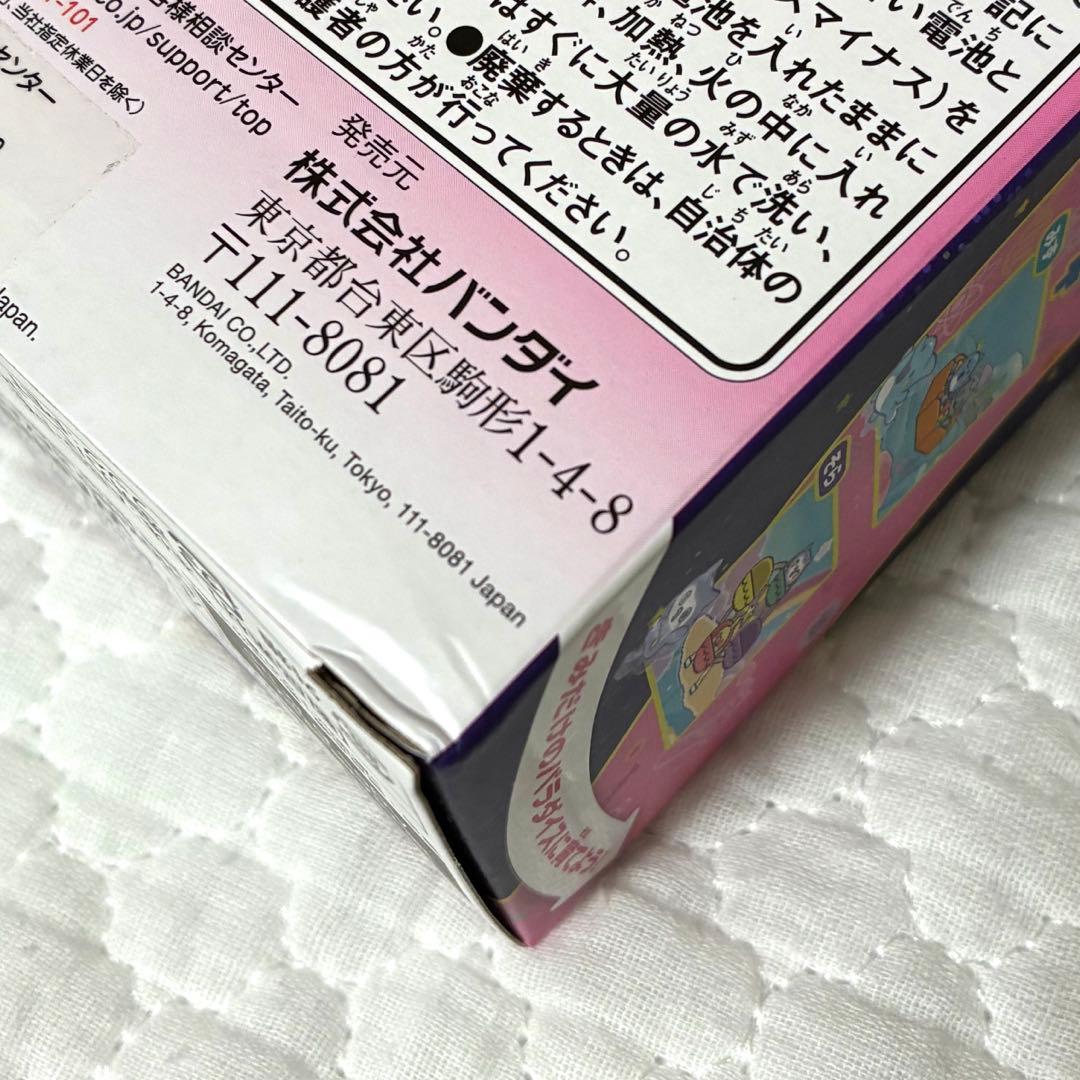 様相談センター
co.jp/support/top
-101
当社指定休業日を除く)
センター
Japan.
発売元
株式会社バンダイ
東京都台東区駒形1-4-8
〒111-8081
BANDAI CO.,LTD.
1-4-8, Komagata, Taito-ku, Tokyo, 111-8081 Japan
記に
い電池と
スマイナス)を
電池を入れたままに
、加熱、火の中に入れ
はすぐに大量の水で洗い、
い。●廃棄するときは、自治体の
護者の方が行ってください。
そら